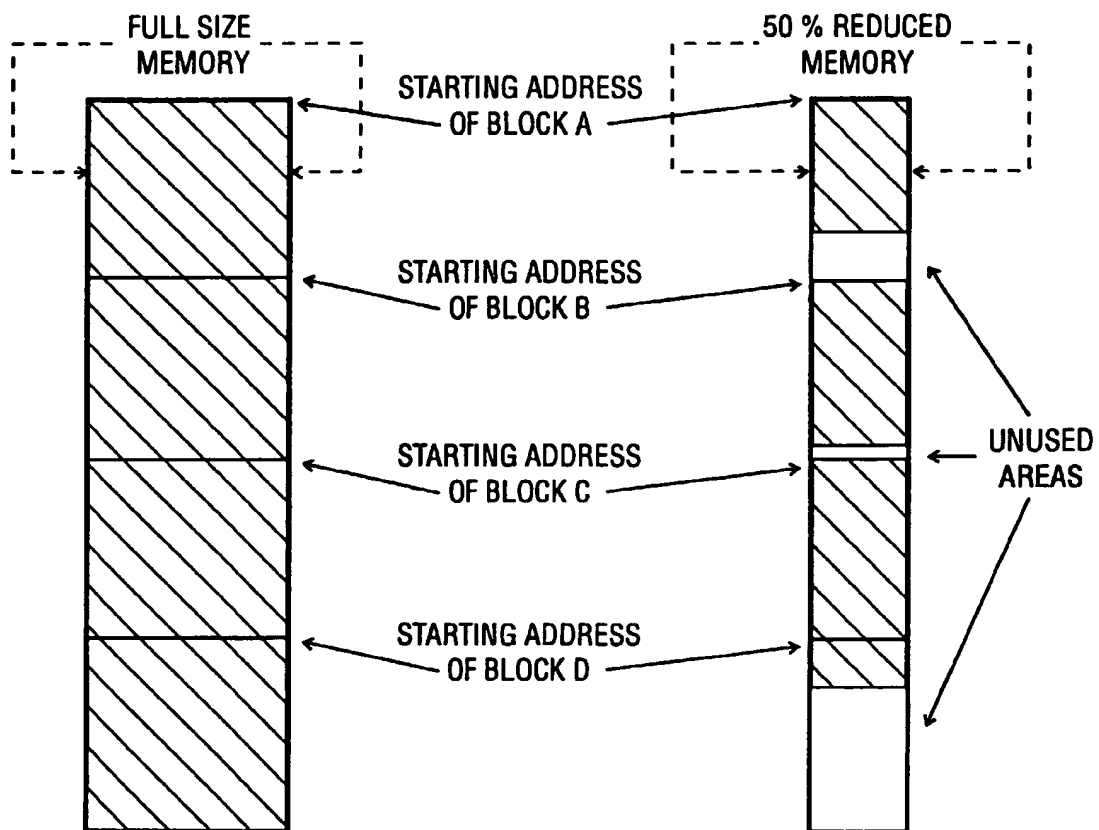 FULL SIZE
MEMORY
50 % REDUCED
MEMORY
STARTING ADDRESS
OF BLOCK A
STARTING ADDRESS
OF BLOCK B
STARTING ADDRESS
OF BLOCK C
UNUSED
AREAS
STARTING ADDRESS
OF BLOCK D